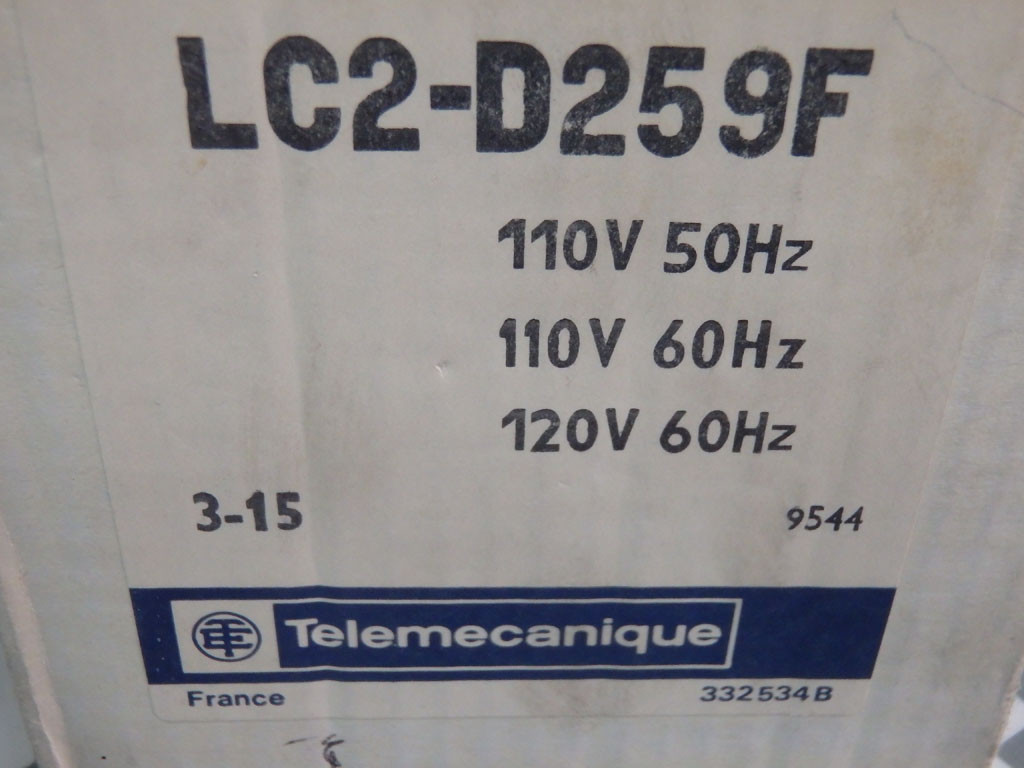 LC2-D259F
110V 50Hz
110V 60Hz
120V 60Hz
3-15 9544
Telemecanique
France 332534B